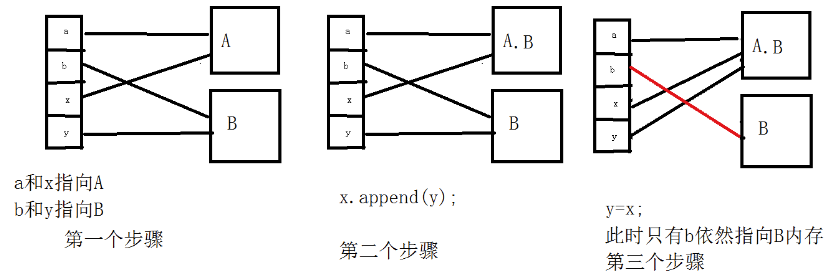 a
b
x
y
A
B
a和x指向A
b和y指向B
第一个步骤
a
b
x
y
A.B
B
x.append(y);
第二个步骤
a
b
x
y
A.B
B
y=x;
此时只有b依然指向B内存
第三个步骤